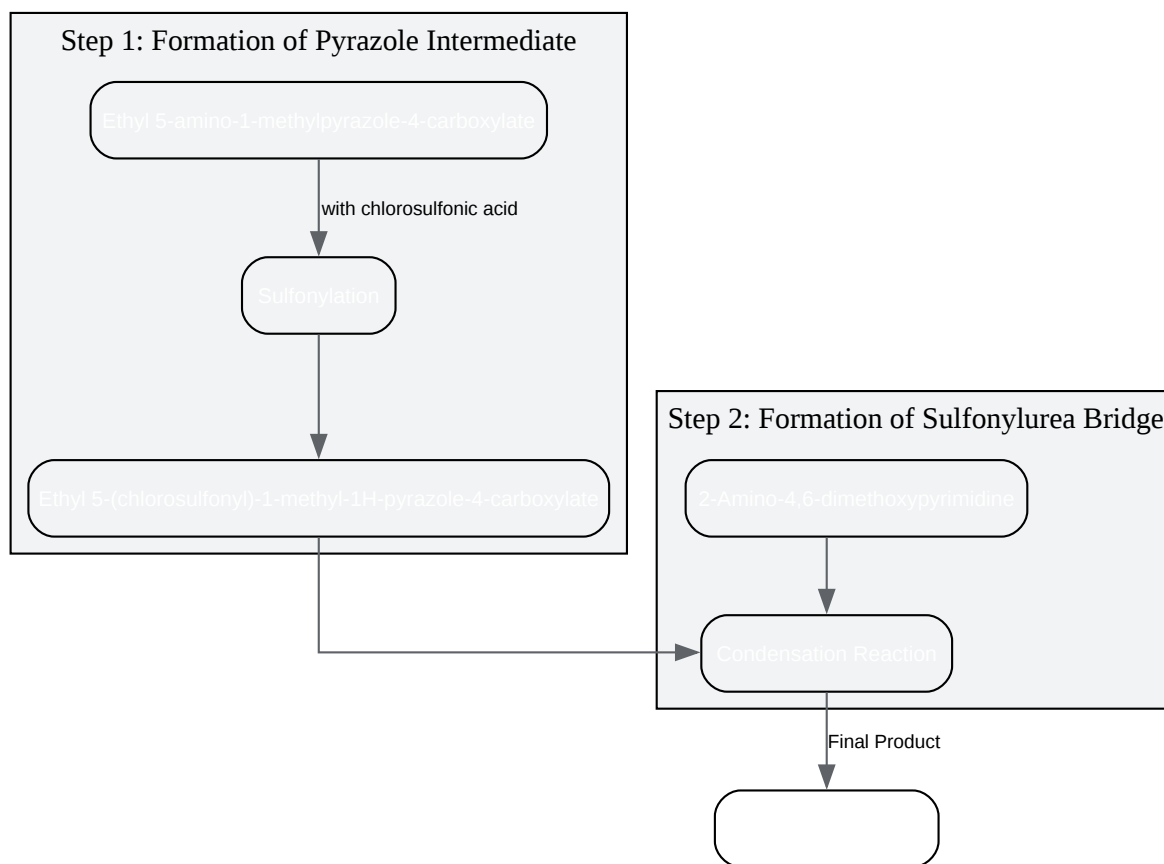 Step 1: Formation of Pyrazole Intermediate
Ethyl 5-amino-1-methylpyrazole-4-carboxylate
with chlorosulfonic acid
Sulfonylation
Ethyl 5-(chlorosulfonyl)-1-methyl-1H-pyrazole-4-carboxylate
Step 2: Formation of Sulfonylurea Bridge
2-Amino-4,6-dimethoxypyrimidine
Condensation Reaction
Final Product